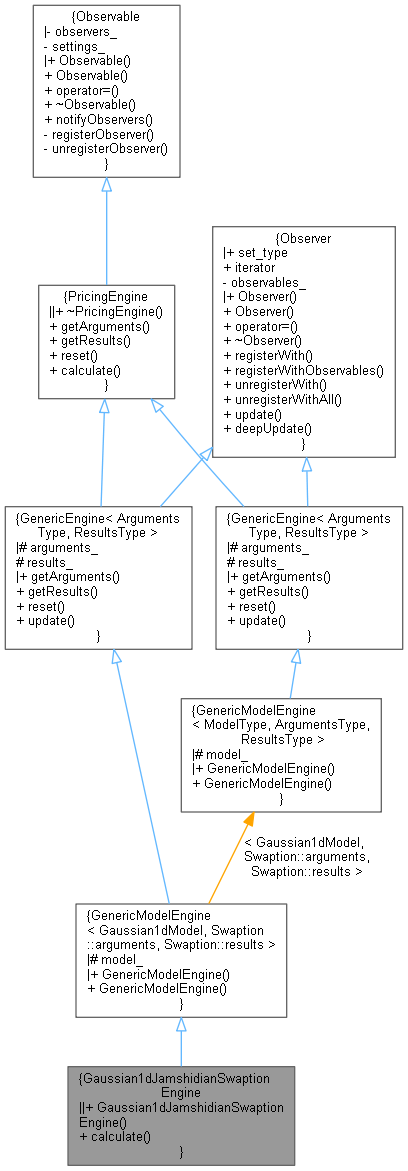 {Observable
|- observers_
- settings_
|+ Observable()
+ Observable()
+ operator=()
+ ~Observable()
+ notifyObservers()
- registerObserver()
- unregisterObserver()
}
{Observer
|+ set_type
+ iterator
- observables_
|+ Observer()
+ Observer()
+ operator=()
+ ~Observer()
+ registerWith()
+ registerWithObservables()
+ unregisterWith()
+ unregisterWithAll()
+ update()
+ deepUpdate()
}
{PricingEngine
||+ ~PricingEngine()
+ getArguments()
+ getResults()
+ reset()
+ calculate()
}
{GenericEngine< Arguments
Type, ResultsType >
|# arguments_
# results_
|+ getArguments()
+ getResults()
+ reset()
+ update()
}
{GenericEngine< Arguments
Type, ResultsType >
|# arguments_
# results_
|+ getArguments()
+ getResults()
+ reset()
+ update()
}
{GenericModelEngine
< ModelType, ArgumentsType,
ResultsType >
|# model_
|+ GenericModelEngine()
+ GenericModelEngine()
}
< Gaussian1dModel,
Swaption::arguments,
Swaption::results >
{GenericModelEngine
< Gaussian1dModel, Swaption
::arguments, Swaption::results >
|# model_
|+ GenericModelEngine()
+ GenericModelEngine()
}
{Gaussian1dJamshidianSwaption
Engine
||+ Gaussian1dJamshidianSwaption
Engine()
+ calculate()
}